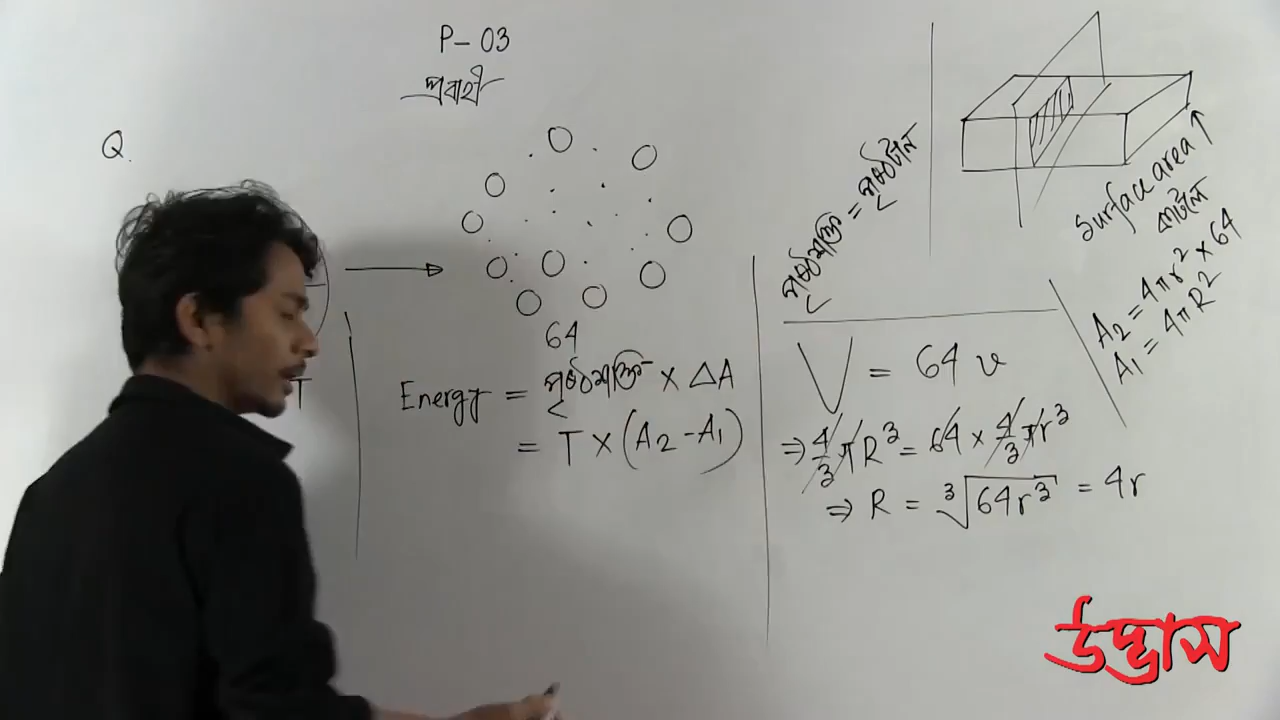 P-03
প্রবাহী
Q.
T
64
Energy = পৃষ্ঠশক্তি × ΔA
= T × (A₂ - A₁)
পৃষ্ঠশক্তি = পৃষ্ঠটান
Surface area ↑
কাটলে
A₂ = 4πr² × 64
A₁ = 4πR²
V = 64 v
⇒ 4/3 πR³ = 64 × 4/3 πr³
⇒ R = ∛64r³ = 4r
উদ্ভাস